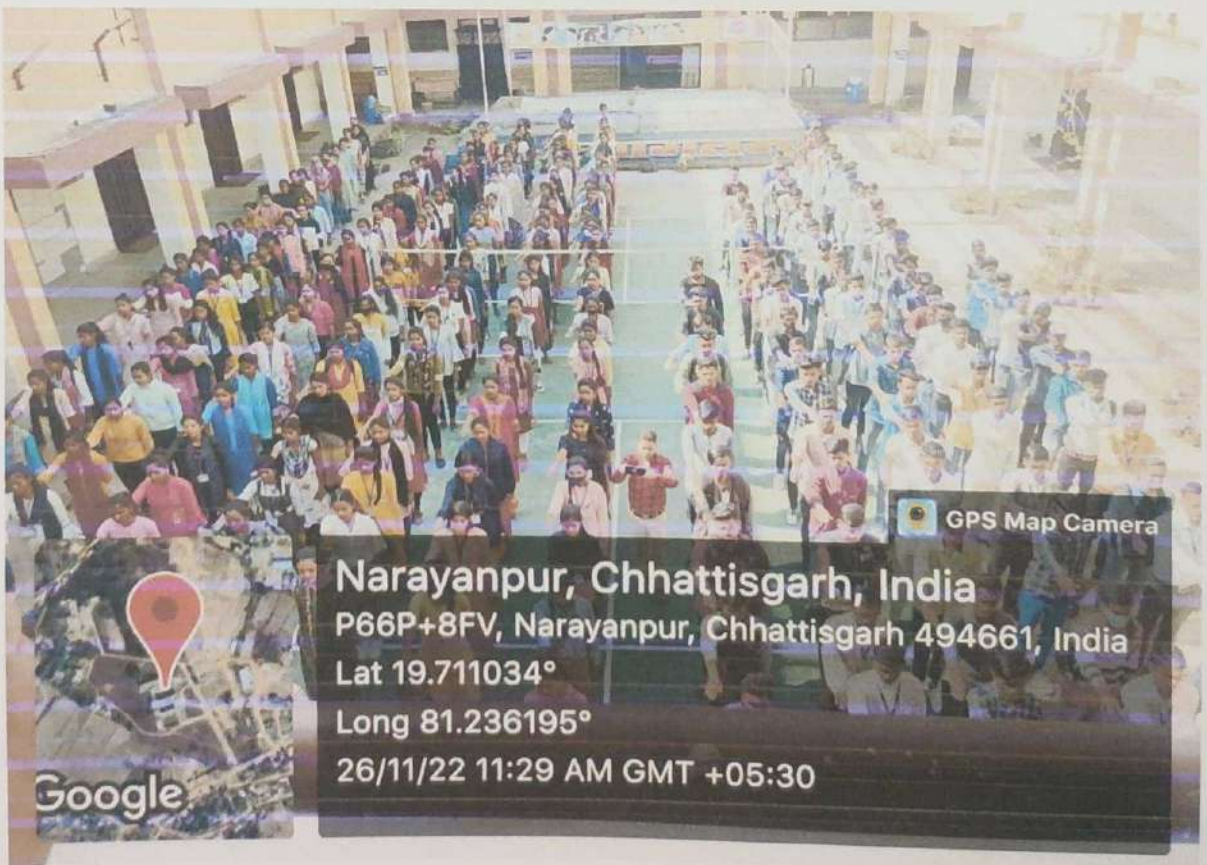 GPS Map Camera
Narayanpur, Chhattisgarh, India
P66P+8FV, Narayanpur, Chhattisgarh 494661, India
Lat 19.711034°
Long 81.236195°
26/11/22 11:29 AM GMT +05:30
Google